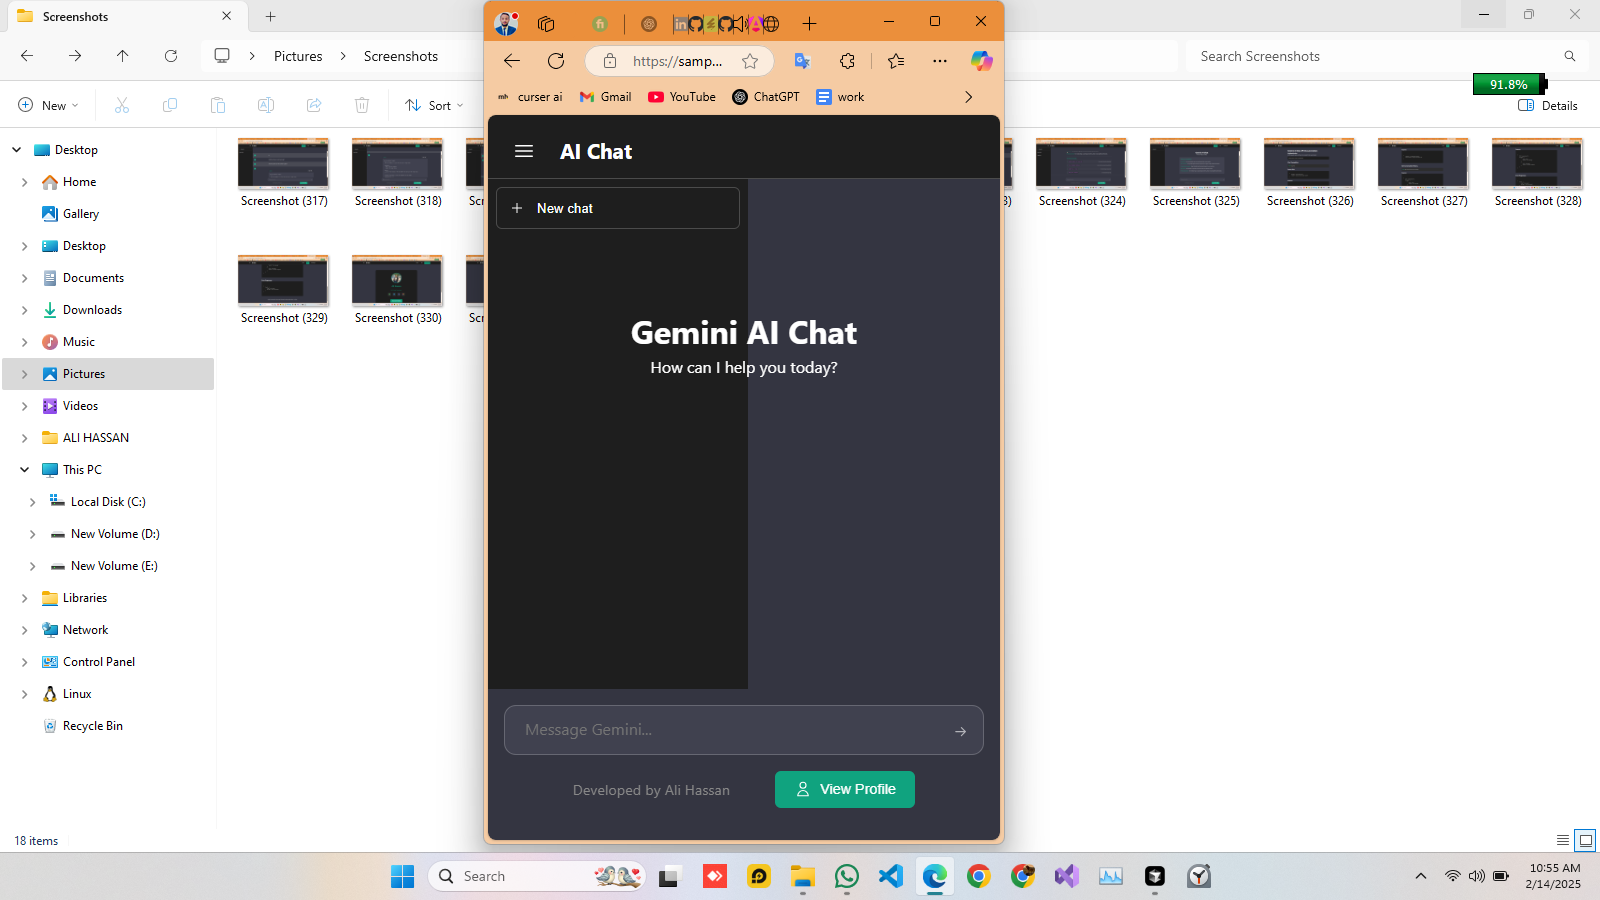 Screenshots
https://samp...
Pictures
Screenshots
Search Screenshots
91.8%
New
Sort
Details
curser ai
Gmail
YouTube
ChatGPT
work
Desktop
Home
Gallery
Desktop
Documents
Downloads
Music
Pictures
Videos
ALI HASSAN
This PC
Local Disk (C:)
New Volume (D:)
New Volume (E:)
Libraries
Network
Control Panel
Linux
Recycle Bin
18 items
Screenshot (317)
Screenshot (318)
Scr
3)
Screenshot (324)
Screenshot (325)
Screenshot (326)
Screenshot (327)
Screenshot (328)
Screenshot (329)
Screenshot (330)
Scr
AI Chat
New chat
Gemini AI Chat
How can I help you today?
Message Gemini...
Developed by Ali Hassan
View Profile
Search
10:55 AM
2/14/2025